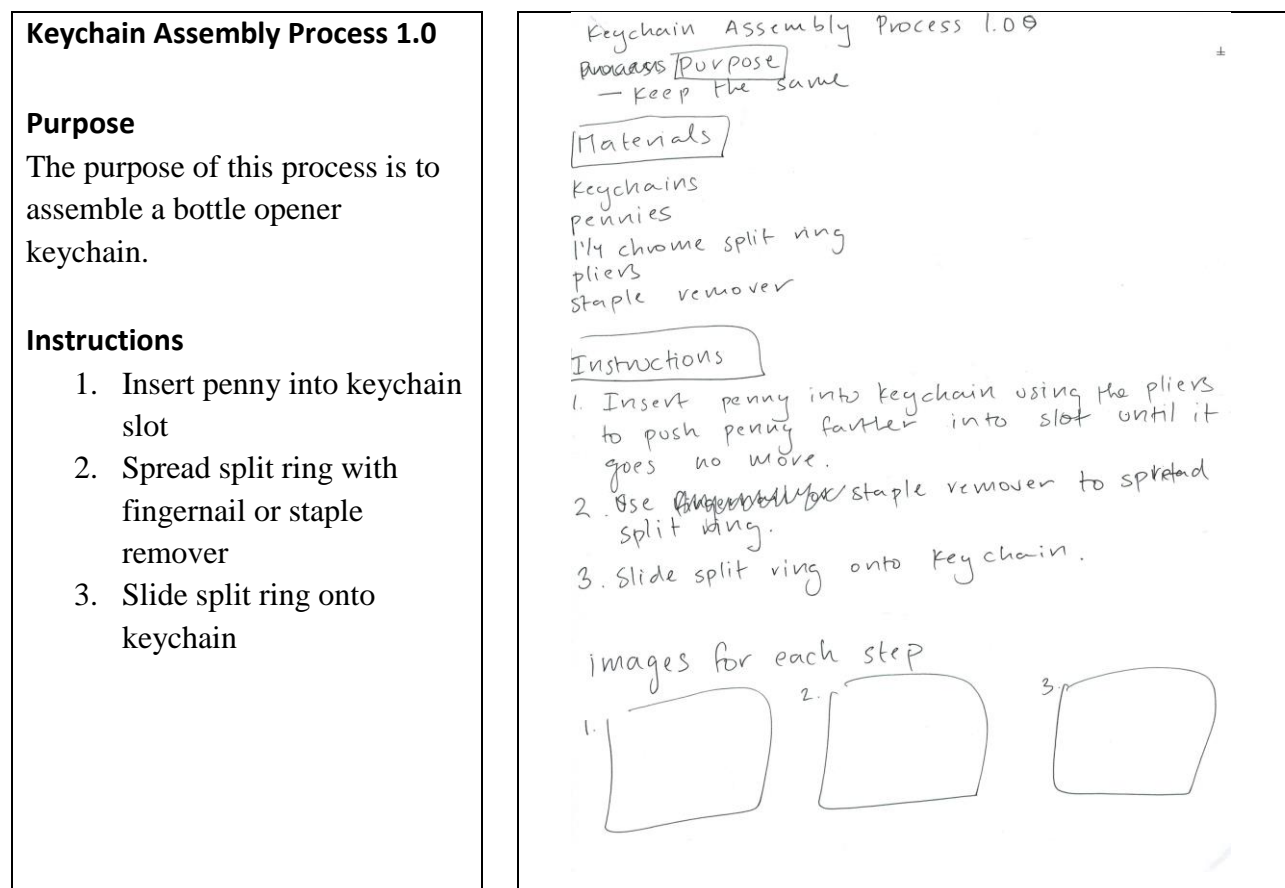 Keychain Assembly Process 1.0
Purpose
The purpose of this process is to
assemble a bottle opener
keychain.
Instructions
1. Insert penny into keychain
slot
2. Spread split ring with
fingernail or staple
remover
3. Slide split ring onto
keychain
Keychain Assembly Process 1.0
Purpose
– Keep the same
Materials
Keychains
pennies
1 1/4 chrome split ring
pliers
staple remover
Instructions
1. Insert penny into keychain using the pliers
to push penny farther into slot until it
goes no more.
2. Use staple remover to spread
split ring.
3. Slide split ring onto keychain.
images for each step
1.
2.
3.